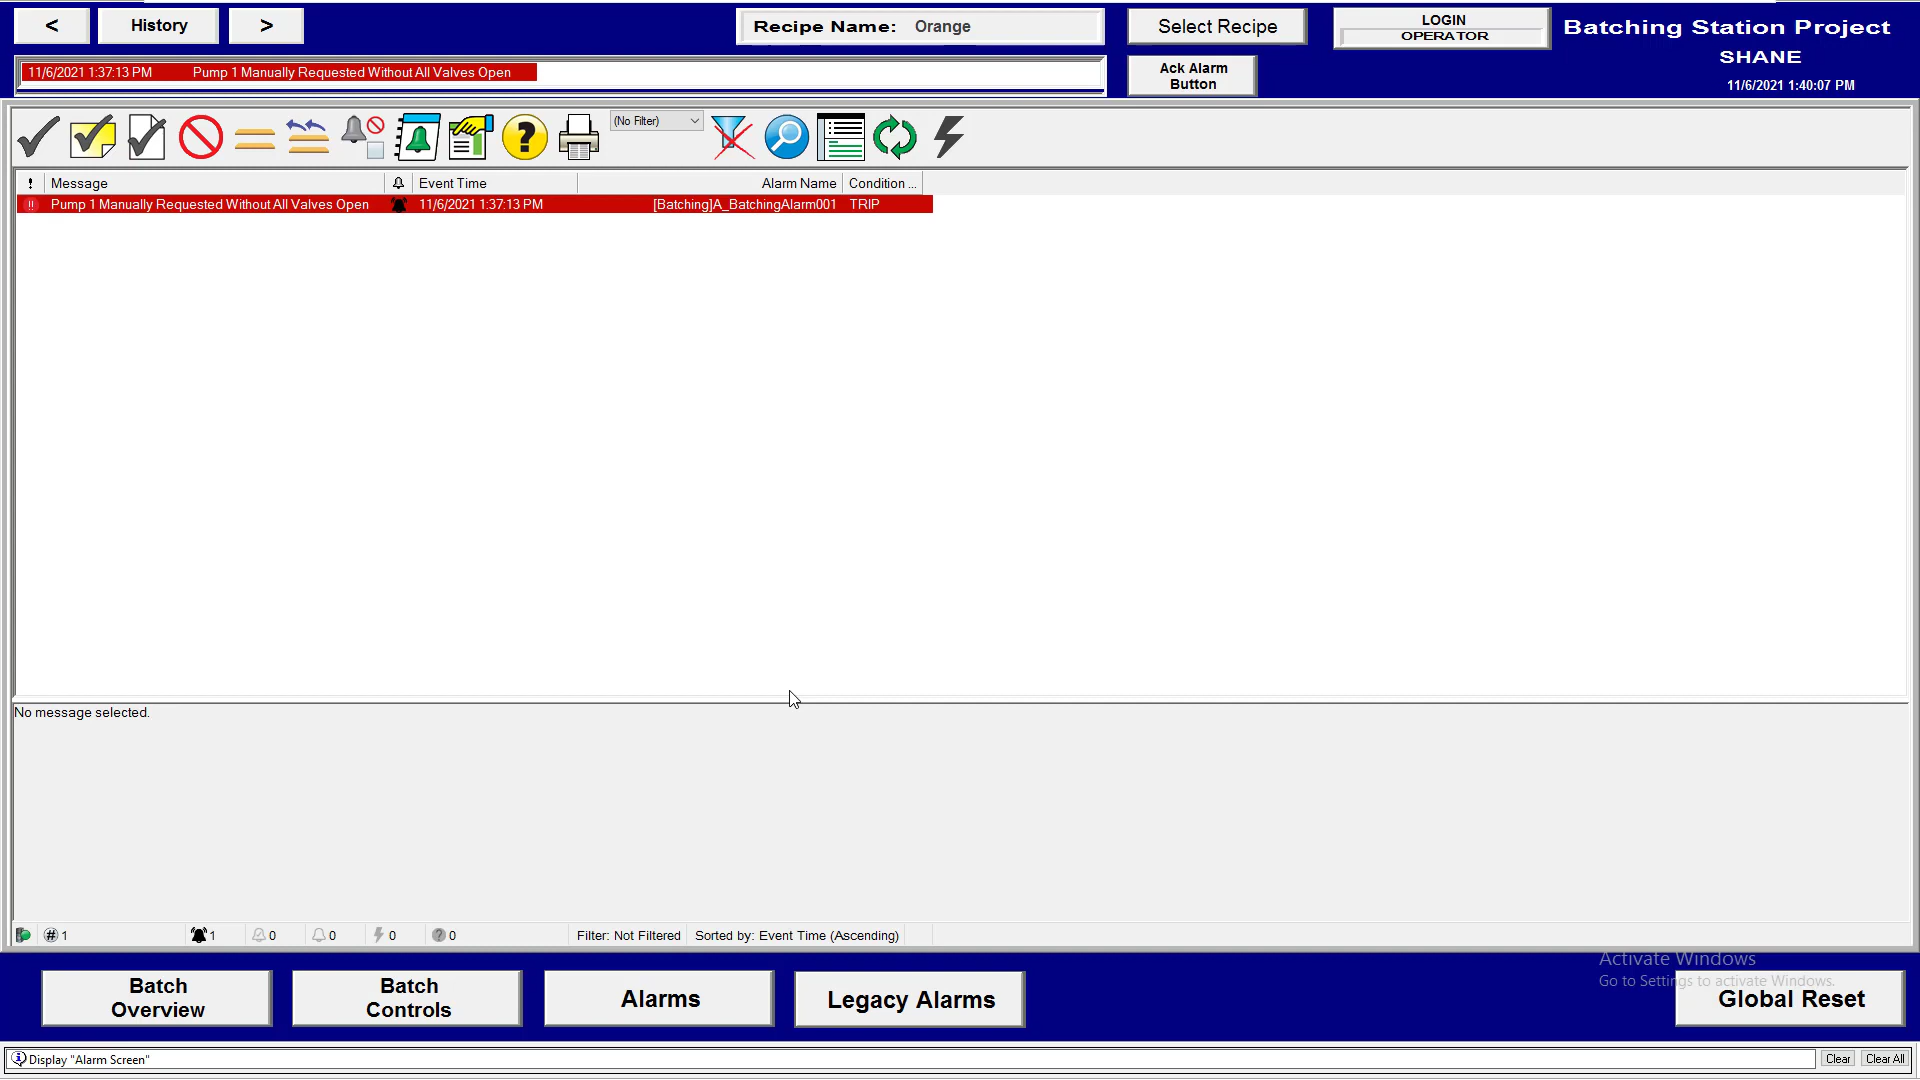 <
History
>
Recipe Name: Orange
Select Recipe
LOGIN
OPERATOR
Batching Station Project
SHANE
11/6/2021 1:40:07 PM
11/6/2021 1:37:13 PM Pump 1 Manually Requested Without All Valves Open
Ack Alarm
Button
(No Filter)
! Message Event Time Alarm Name Condition ...
!! Pump 1 Manually Requested Without All Valves Open 11/6/2021 1:37:13 PM [Batching]A_BatchingAlarm001 TRIP
No message selected.
# 1 1 0 0 0 ? 0 Filter: Not Filtered Sorted by: Event Time (Ascending)
Activate Windows
Go to Settings to activate Windows.
Batch
Overview
Batch
Controls
Alarms
Legacy Alarms
Global Reset
Display "Alarm Screen"
Clear
Clear All